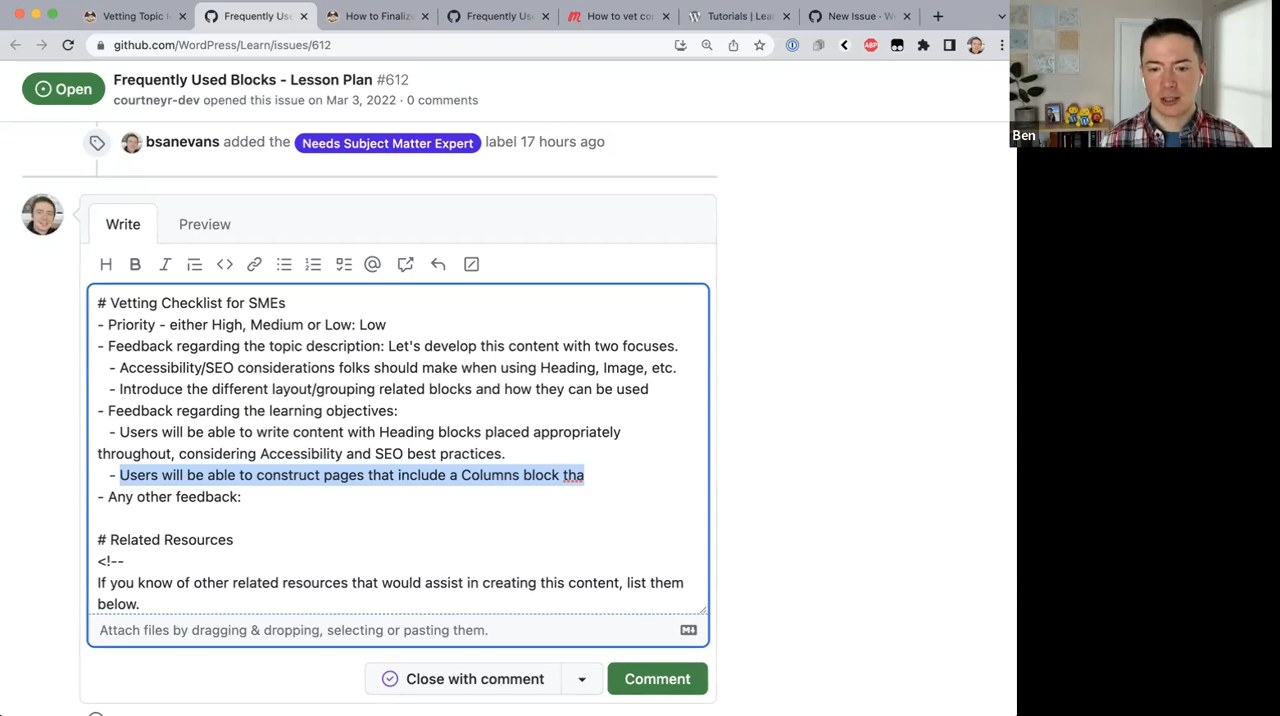 Vetting Topic I
Frequently Use
How to Finalize
Frequently Us
How to vet co
Tutorials | Lear
New Issue · W
github.com/WordPress/Learn/issues/612
Open
Frequently Used Blocks - Lesson Plan #612
courtneyr-dev opened this issue on Mar 3, 2022 · 0 comments
Ben
bsanevans added the Needs Subject Matter Expert label 17 hours ago
Write
Preview
# Vetting Checklist for SMEs
- Priority - either High, Medium or Low: Low
- Feedback regarding the topic description: Let's develop this content with two focuses.
- Accessibility/SEO considerations folks should make when using Heading, Image, etc.
- Introduce the different layout/grouping related blocks and how they can be used
- Feedback regarding the learning objectives:
- Users will be able to write content with Heading blocks placed appropriately
throughout, considering Accessibility and SEO best practices.
- Users will be able to construct pages that include a Columns block tha
- Any other feedback:
# Related Resources
<!--
If you know of other related resources that would assist in creating this content, list them
below.
Attach files by dragging & dropping, selecting or pasting them.
Close with comment
Comment